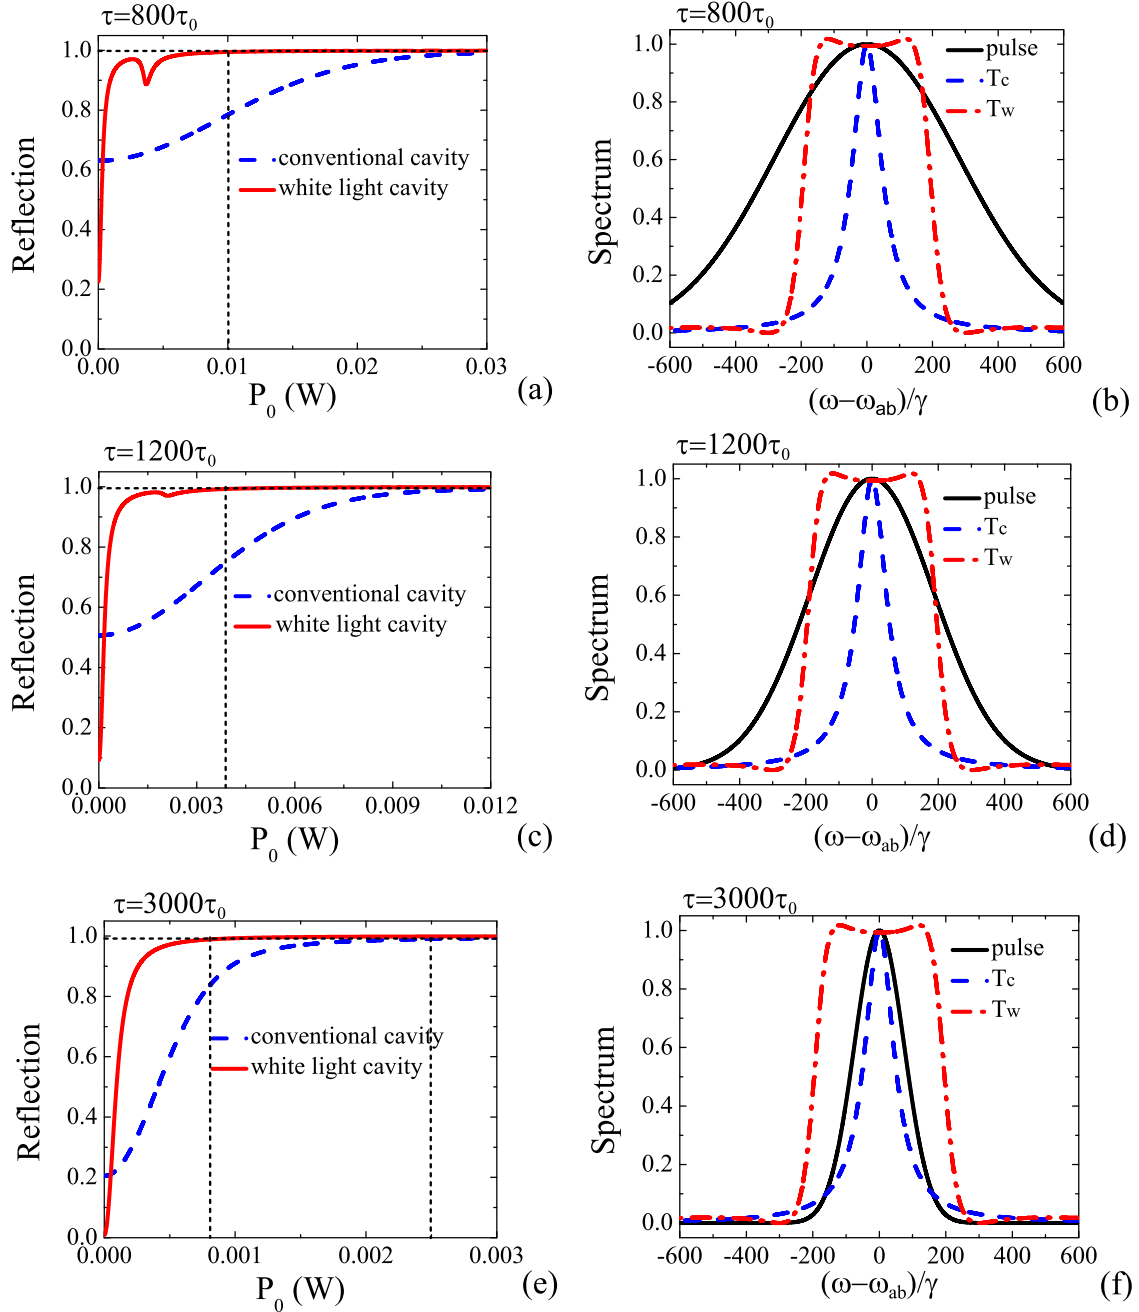 τ=800τ0
1.0
0.8
0.6
0.4
0.2
0.0
0.00 0.01 0.02 0.03
Reflection
P0 (W)
conventional cavity
white light cavity
(a)
τ=800τ0
1.0
0.8
0.6
0.4
0.2
0.0
-600 -400 -200 0 200 400 600
Spectrum
(ω−ωab)/γ
pulse
Tc
Tw
(b)
τ=1200τ0
1.0
0.8
0.6
0.4
0.2
0.0
0.000 0.003 0.006 0.009 0.012
Reflection
P0 (W)
conventional cavity
white light cavity
(c)
τ=1200τ0
1.0
0.8
0.6
0.4
0.2
0.0
-600 -400 -200 0 200 400 600
Spectrum
(ω−ωab)/γ
pulse
Tc
Tw
(d)
τ=3000τ0
1.0
0.8
0.6
0.4
0.2
0.0
0.000 0.001 0.002 0.003
Reflection
P0 (W)
conventional cavity
white light cavity
(e)
τ=3000τ0
1.0
0.8
0.6
0.4
0.2
0.0
-600 -400 -200 0 200 400 600
Spectrum
(ω−ωab)/γ
pulse
Tc
Tw
(f)